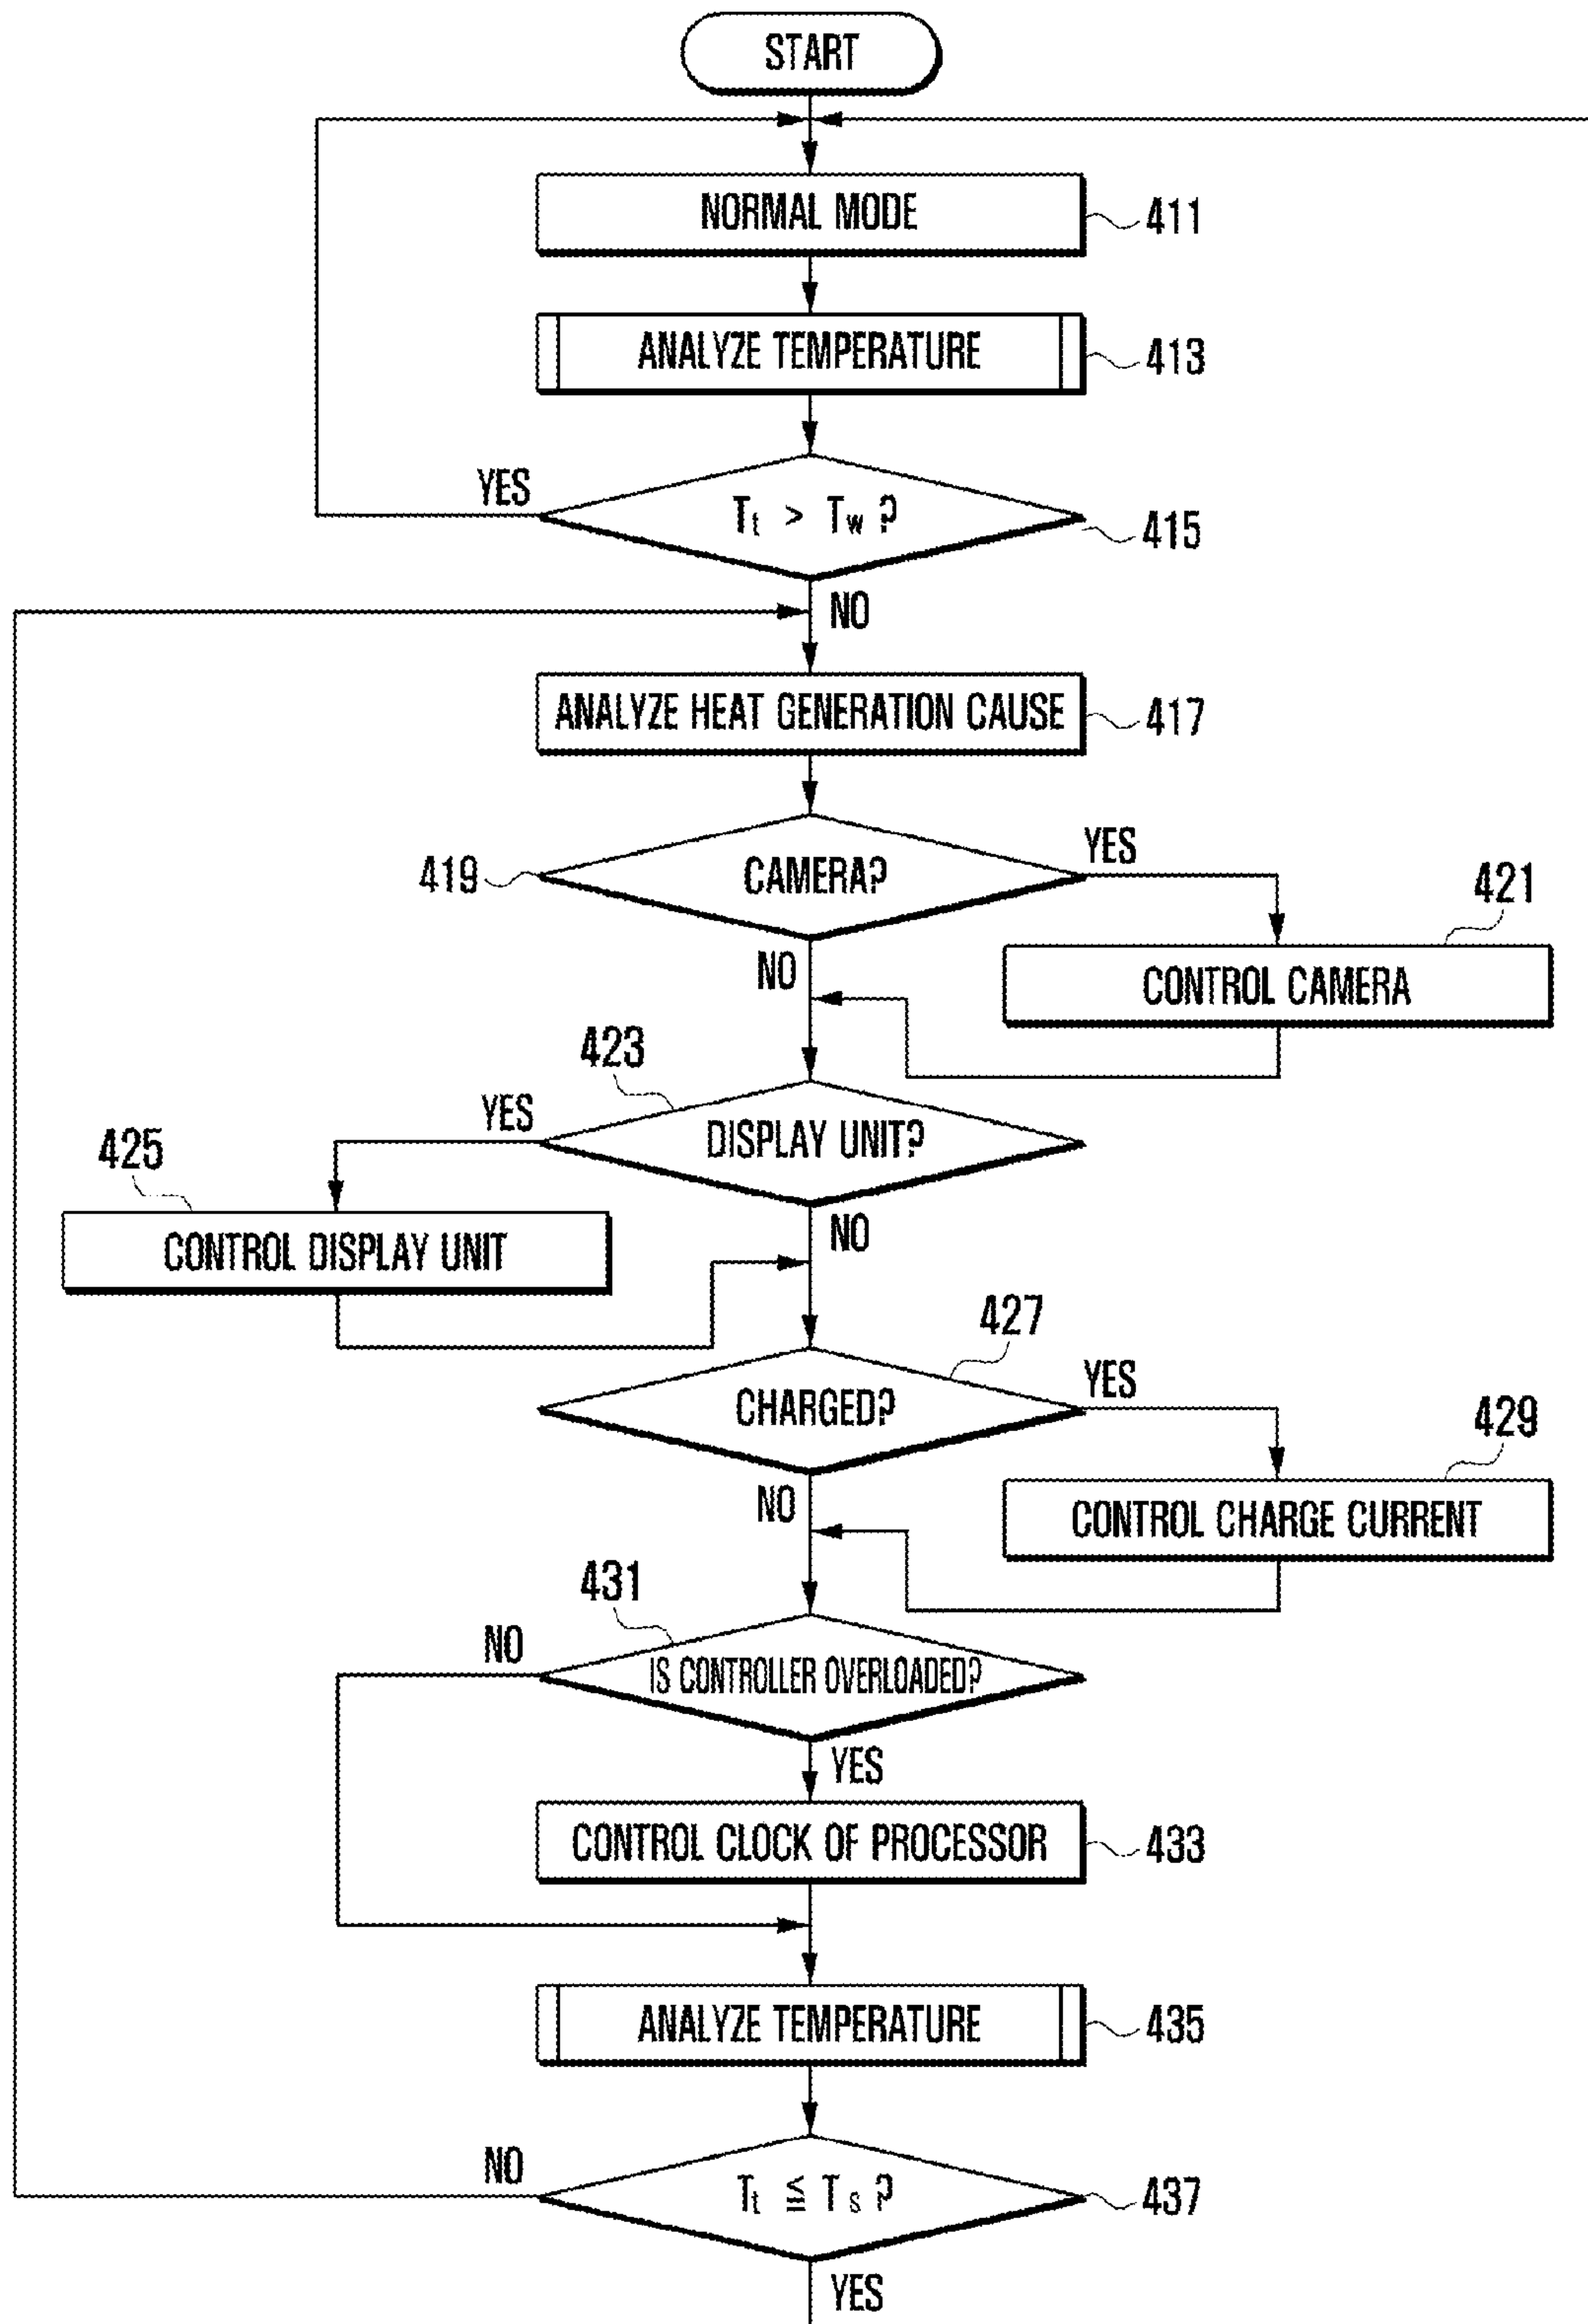 START
NORMAL MODE
411
ANALYZE TEMPERATURE
413
YES
Tt > Tw ?
415
NO
ANALYZE HEAT GENERATION CAUSE
417
419
CAMERA?
YES
421
NO
CONTROL CAMERA
423
YES
DISPLAY UNIT?
425
NO
CONTROL DISPLAY UNIT
427
CHARGED?
YES
429
NO
CONTROL CHARGE CURRENT
431
NO
IS CONTROLLER OVERLOADED?
YES
CONTROL CLOCK OF PROCESSOR
433
ANALYZE TEMPERATURE
435
NO
Tt ≦ Ts ?
437
YES